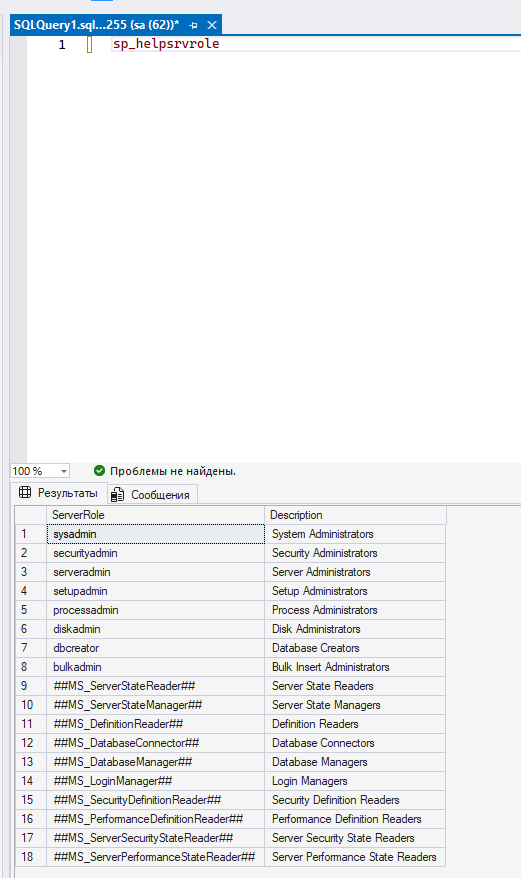 SQLQuery1.sql...255 (sa (62))*
1 sp_helpsrvrole
100 % Проблемы не найдены.
Результаты Сообщения
ServerRole Description
1 sysadmin System Administrators
2 securityadmin Security Administrators
3 serveradmin Server Administrators
4 setupadmin Setup Administrators
5 processadmin Process Administrators
6 diskadmin Disk Administrators
7 dbcreator Database Creators
8 bulkadmin Bulk Insert Administrators
9 ##MS_ServerStateReader## Server State Readers
10 ##MS_ServerStateManager## Server State Managers
11 ##MS_DefinitionReader## Definition Readers
12 ##MS_DatabaseConnector## Database Connectors
13 ##MS_DatabaseManager## Database Managers
14 ##MS_LoginManager## Login Managers
15 ##MS_SecurityDefinitionReader## Security Definition Readers
16 ##MS_PerformanceDefinitionReader## Performance Definition Readers
17 ##MS_ServerSecurityStateReader## Server Security State Readers
18 ##MS_ServerPerformanceStateReader## Server Performance State Readers